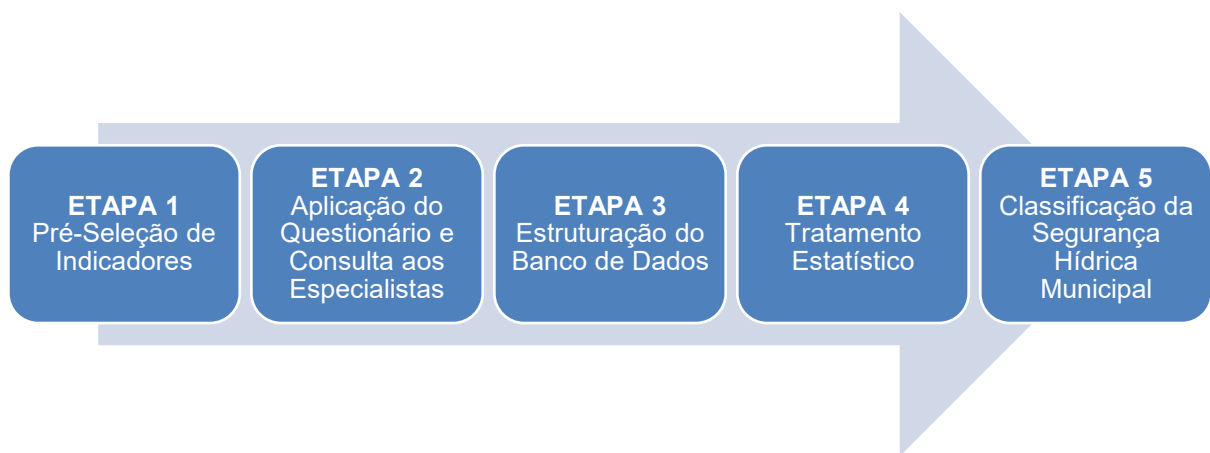 ETAPA 1
Pré-Seleção de
Indicadores
ETAPA 2
Aplicação do
Questionário e
Consulta aos
Especialistas
ETAPA 3
Estruturação do
Banco de Dados
ETAPA 4
Tratamento
Estatístico
ETAPA 5
Classificação da
Segurança
Hídrica
Municipal